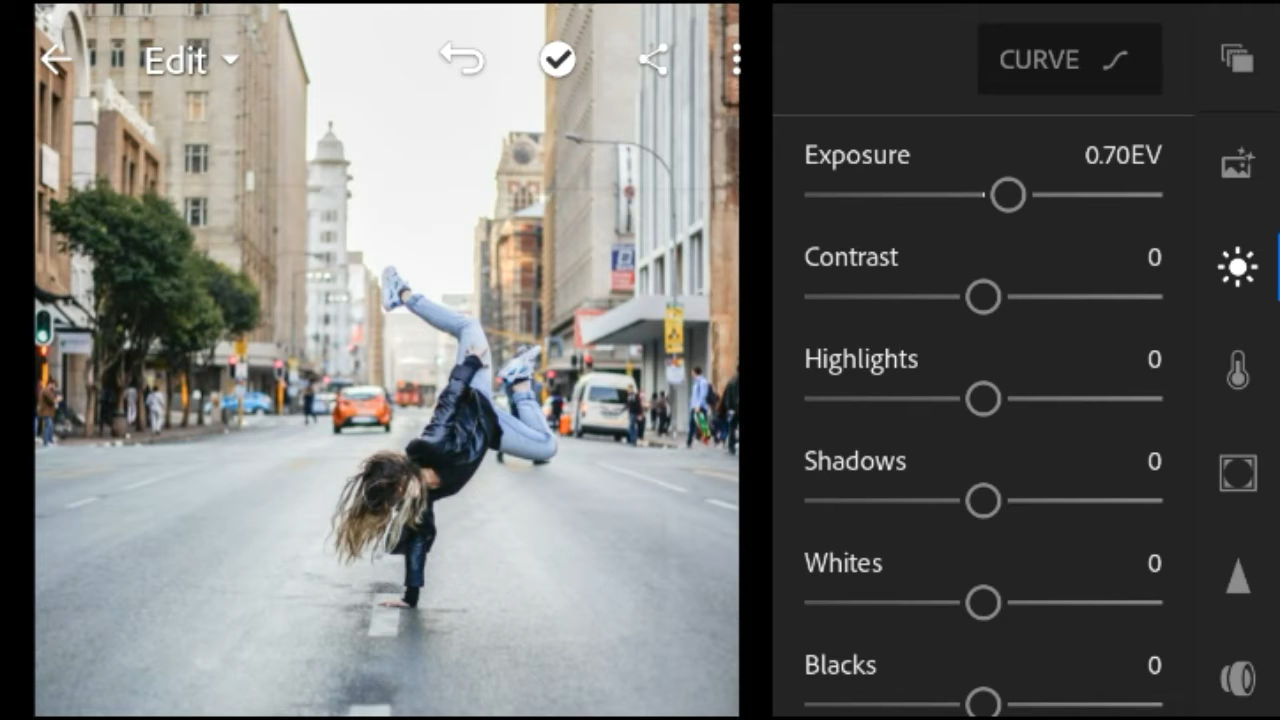 Edit
CURVE
Exposure 0.70EV
Contrast 0
Highlights 0
Shadows 0
Whites 0
Blacks 0